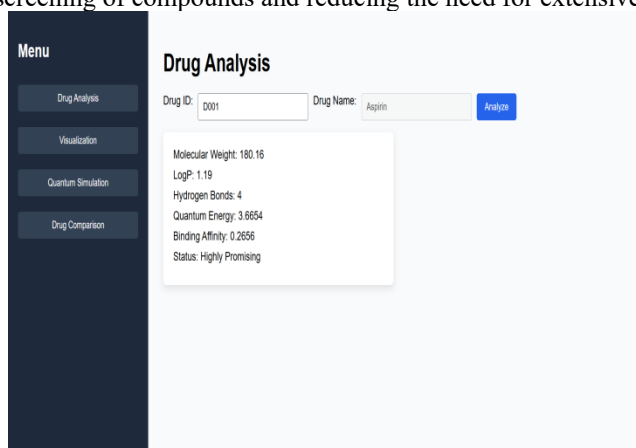 screening of compounds and reducing the need for extensive
Menu
Drug Analysis
Visualization
Quantum Simulation
Drug Comparison
Drug Analysis
Drug ID: D001 Drug Name: Aspirin Analyze
Molecular Weight: 180.16
LogP: 1.19
Hydrogen Bonds: 4
Quantum Energy: 3.6654
Binding Affinity: 0.2656
Status: Highly Promising